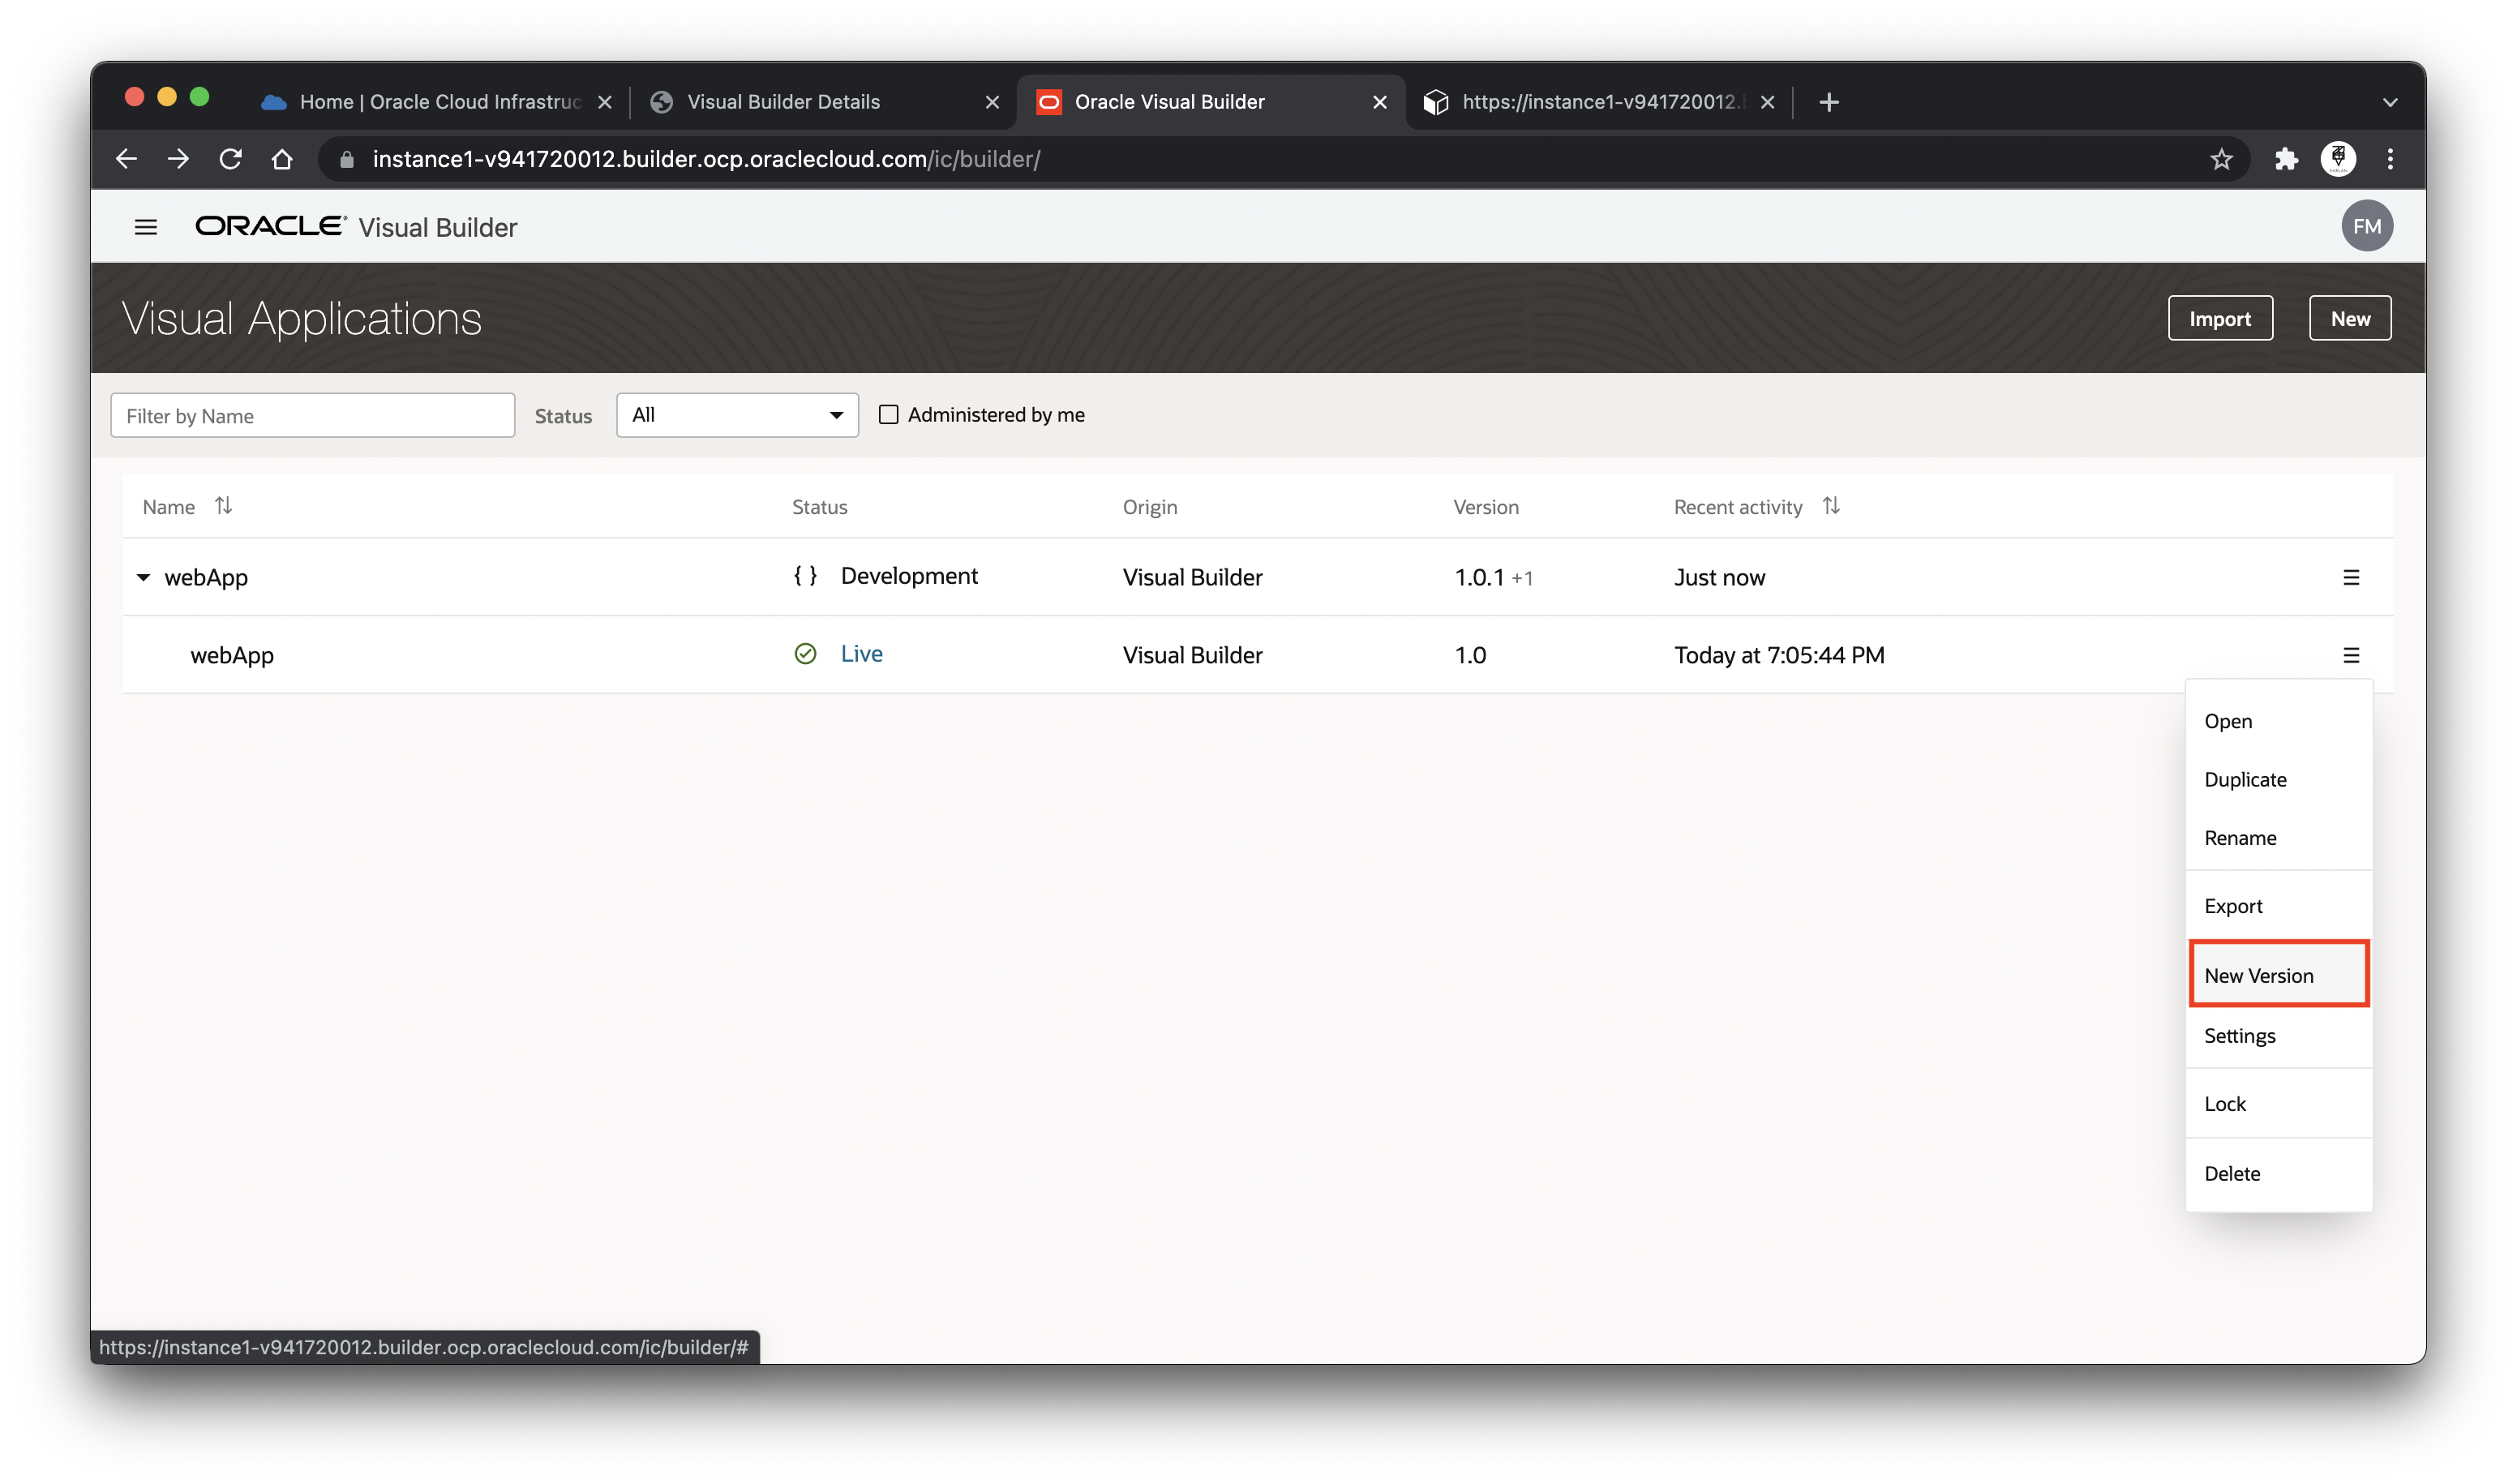 Home | Oracle Cloud Infrastruc
Visual Builder Details
Oracle Visual Builder
https://instance1-v941720012.
instance1-v941720012.builder.ocp.oraclecloud.com/ic/builder/
ORACLE Visual Builder
FM
Visual Applications
Import
New
Filter by Name
Status
All
Administered by me
Name
Status
Origin
Version
Recent activity
webApp
{ } Development
Visual Builder
1.0.1 +1
Just now
webApp
Live
Visual Builder
1.0
Today at 7:05:44 PM
Open
Duplicate
Rename
Export
New Version
Settings
Lock
Delete
https://instance1-v941720012.builder.ocp.oraclecloud.com/ic/builder/#